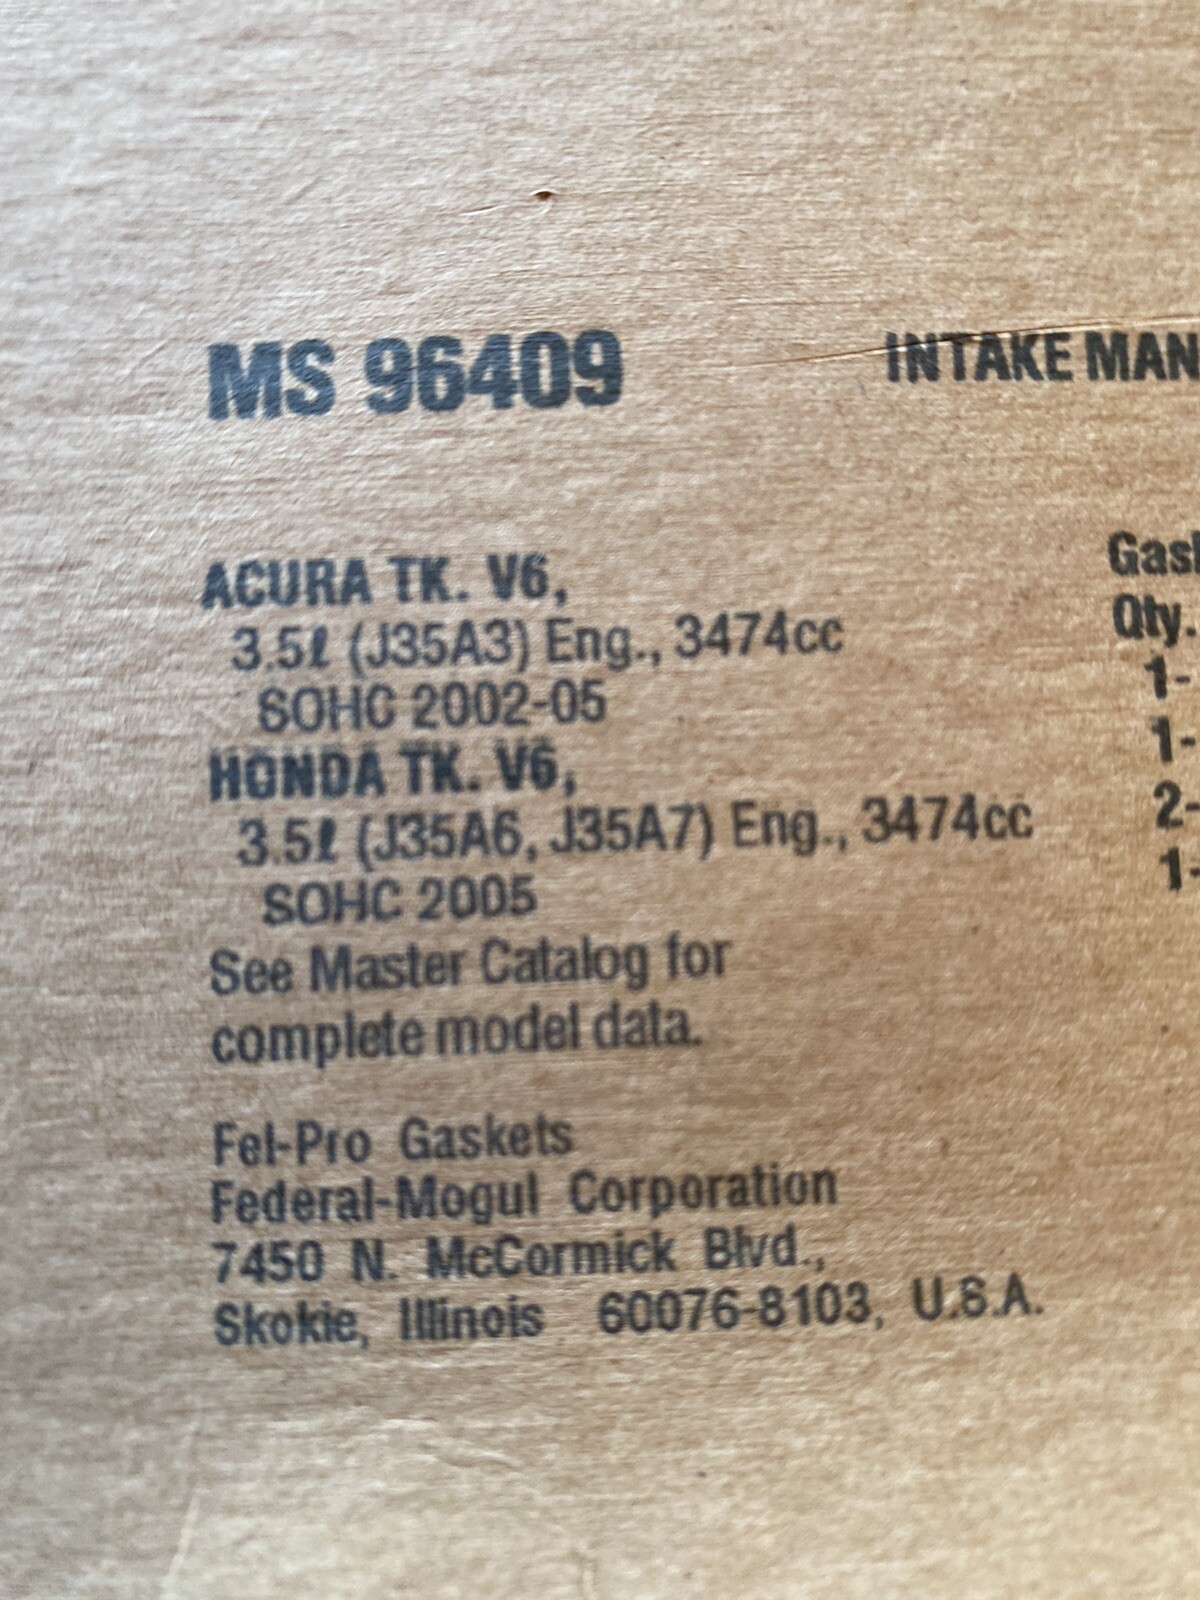 MS 96409
INTAKE MAN
ACURA TK. V6,
3.5ℓ (J35A3) Eng., 3474cc
SOHC 2002-05
HONDA TK. V6,
3.5ℓ (J35A6, J35A7) Eng., 3474cc
SOHC 2005
See Master Catalog for
complete model data.
Fel-Pro Gaskets
Federal-Mogul Corporation
7450 N. McCormick Blvd.,
Skokie, Illinois 60076-8103, U.S.A.
Gask
Qty.
1-
1-
2-
1-